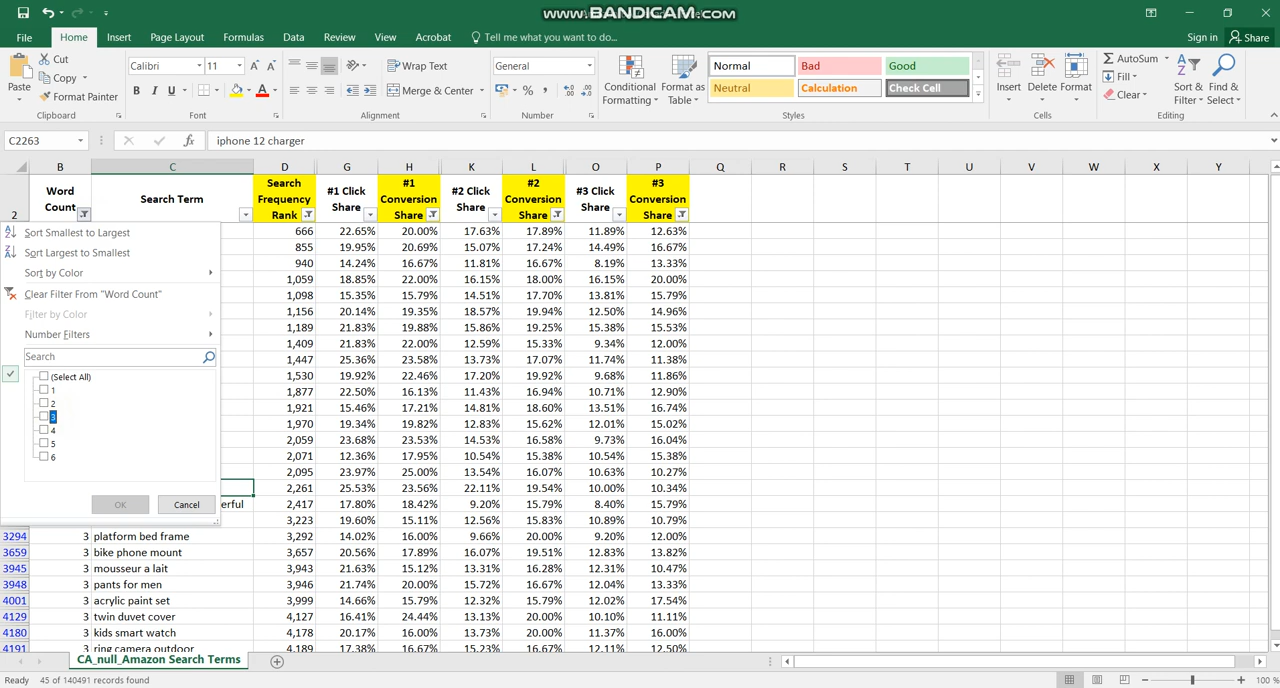 WWW.BANDICAM.COM
File Home Insert Page Layout Formulas Data Review View Acrobat Tell me what you want to do... Sign in Share
Paste
Cut
Copy
Format Painter
Clipboard
Calibri 11
B I U
Font
Wrap Text
Merge & Center
Alignment
General
Number
Conditional Formatting
Format as Table
Normal Bad Good
Neutral Calculation Check Cell
Styles
Insert Delete Format
Cells
AutoSum
Fill
Clear
Sort & Filter
Find & Select
Editing
C2263 fx iphone 12 charger
B C D G H K L O P Q R S T U V W X Y
2 Word Count Search Term Search Frequency Rank #1 Click Share #1 Conversion Share #2 Click Share #2 Conversion Share #3 Click Share #3 Conversion Share
Sort Smallest to Largest
Sort Largest to Smallest
Sort by Color
Clear Filter From "Word Count"
Filter by Color
Number Filters
Search
(Select All)
1
2
3
4
5
6
OK Cancel
666 22.65% 20.00% 17.63% 17.89% 11.89% 12.63%
855 19.95% 20.69% 15.07% 17.24% 14.49% 16.67%
940 14.24% 16.67% 11.81% 16.67% 8.19% 13.33%
1,059 18.85% 22.00% 16.15% 18.00% 16.15% 20.00%
1,098 15.35% 15.79% 14.51% 17.70% 13.81% 15.79%
1,156 20.14% 19.35% 18.57% 19.94% 12.50% 14.96%
1,189 21.83% 19.88% 15.86% 19.25% 15.38% 15.53%
1,409 21.83% 22.00% 12.59% 15.33% 9.34% 12.00%
1,447 25.36% 23.58% 13.73% 17.07% 11.74% 11.38%
1,530 19.92% 22.46% 17.20% 19.92% 9.68% 11.86%
1,877 22.50% 16.13% 11.43% 16.94% 10.71% 12.90%
1,921 15.46% 17.21% 14.81% 18.60% 13.51% 16.74%
1,970 19.34% 19.82% 12.83% 15.62% 12.01% 15.02%
2,059 23.68% 23.53% 14.53% 16.58% 9.73% 16.04%
2,071 12.36% 17.95% 10.54% 15.38% 10.54% 15.38%
2,095 23.97% 25.00% 13.54% 16.07% 10.63% 10.27%
2,261 25.53% 23.56% 22.11% 19.54% 10.00% 10.34%
erful 2,417 17.80% 18.42% 9.20% 15.79% 8.40% 15.79%
3,223 19.60% 15.11% 12.56% 15.83% 10.89% 10.79%
3294 3 platform bed frame 3,292 14.02% 16.00% 9.66% 20.00% 9.20% 12.00%
3659 3 bike phone mount 3,657 20.56% 17.89% 16.07% 19.51% 12.83% 13.82%
3945 3 mousseur a lait 3,943 21.63% 15.12% 13.31% 16.28% 12.31% 10.47%
3948 3 pants for men 3,946 21.74% 20.00% 15.72% 16.67% 12.04% 13.33%
4001 3 acrylic paint set 3,999 14.66% 15.79% 12.32% 15.79% 12.02% 17.54%
4129 3 twin duvet cover 4,127 16.41% 24.44% 13.13% 20.00% 10.10% 11.11%
4180 3 kids smart watch 4,178 20.17% 16.00% 13.73% 20.00% 11.37% 16.00%
4191 3 ring camera outdoor 4,189 17.38% 16.67% 15.23% 16.67% 12.11% 12.50%
CA_null_Amazon Search Terms
Ready 45 of 140491 records found 100 %